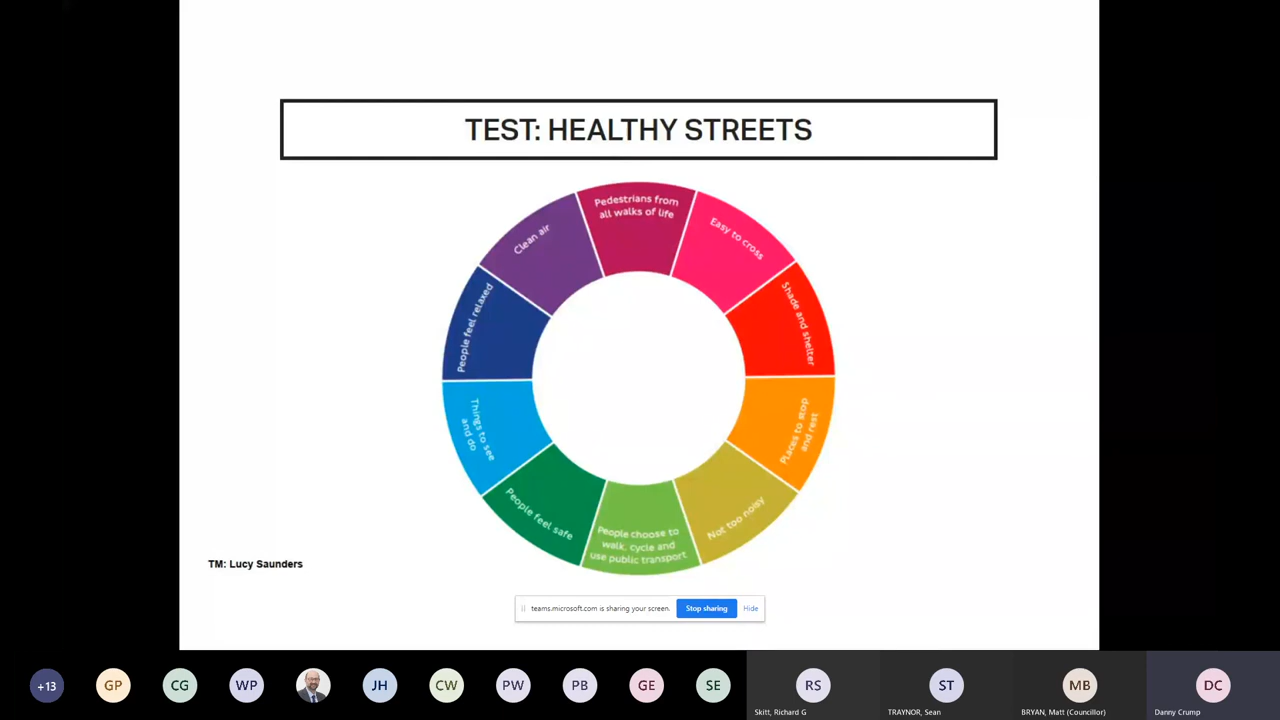 TEST: HEALTHY STREETS
Pedestrians from
all walks of life
Easy to cross
Shade and shelter
Places to stop
and rest
Not too noisy
People choose to
walk, cycle and
use public transport
People feel safe
Things to see
and do
People feel relaxed
Clean air
TM: Lucy Saunders
teams.microsoft.com is sharing your screen.
Stop sharing
Hide
+13
GP
CG
WP
JH
CW
PW
PB
GE
SE
RS
Skitt, Richard G
ST
TRAYNOR, Sean
MB
BRYAN, Matt (Councillor)
DC
Danny Crump